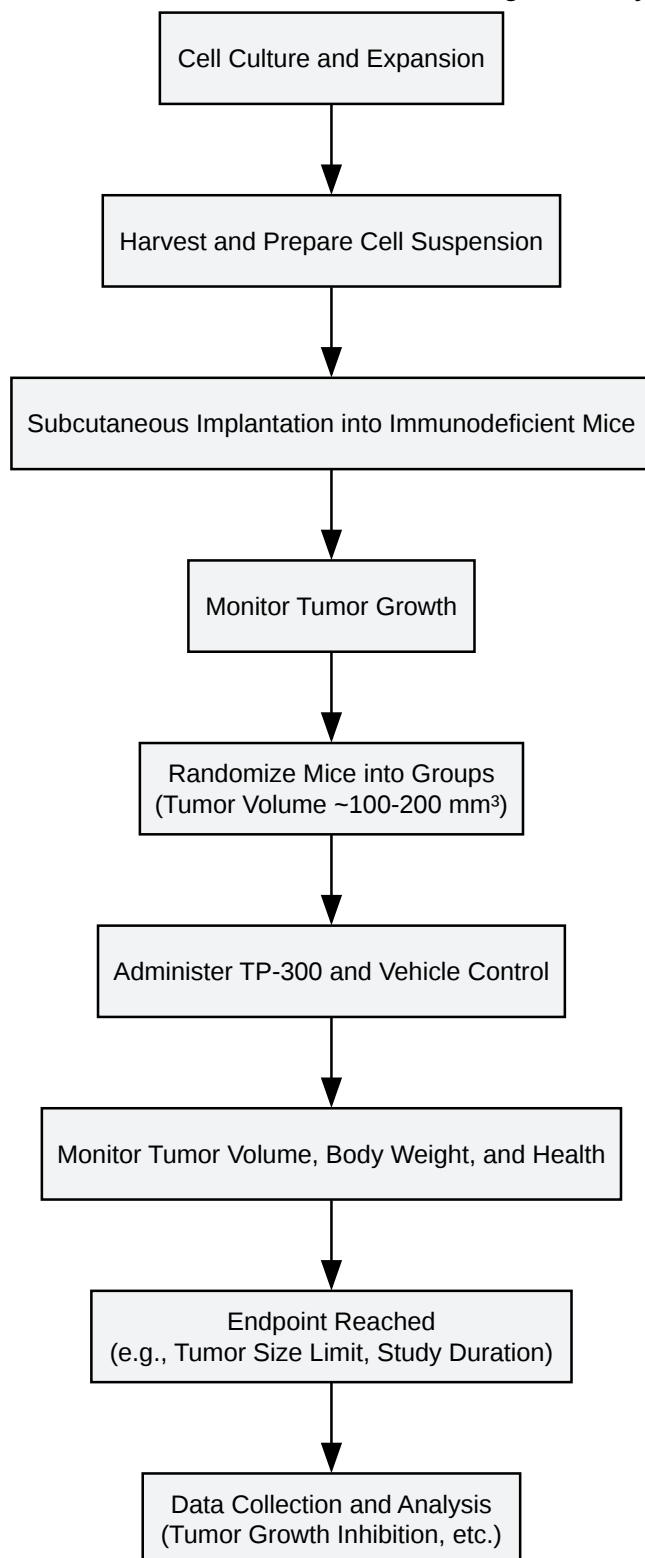 Cell Culture and Expansion
Harvest and Prepare Cell Suspension
Subcutaneous Implantation into Immunodeficient Mice
Monitor Tumor Growth
Randomize Mice into Groups
(Tumor Volume ~100-200 mm³)
Administer TP-300 and Vehicle Control
Monitor Tumor Volume, Body Weight, and Health
Endpoint Reached
(e.g., Tumor Size Limit, Study Duration)
Data Collection and Analysis
(Tumor Growth Inhibition, etc.)